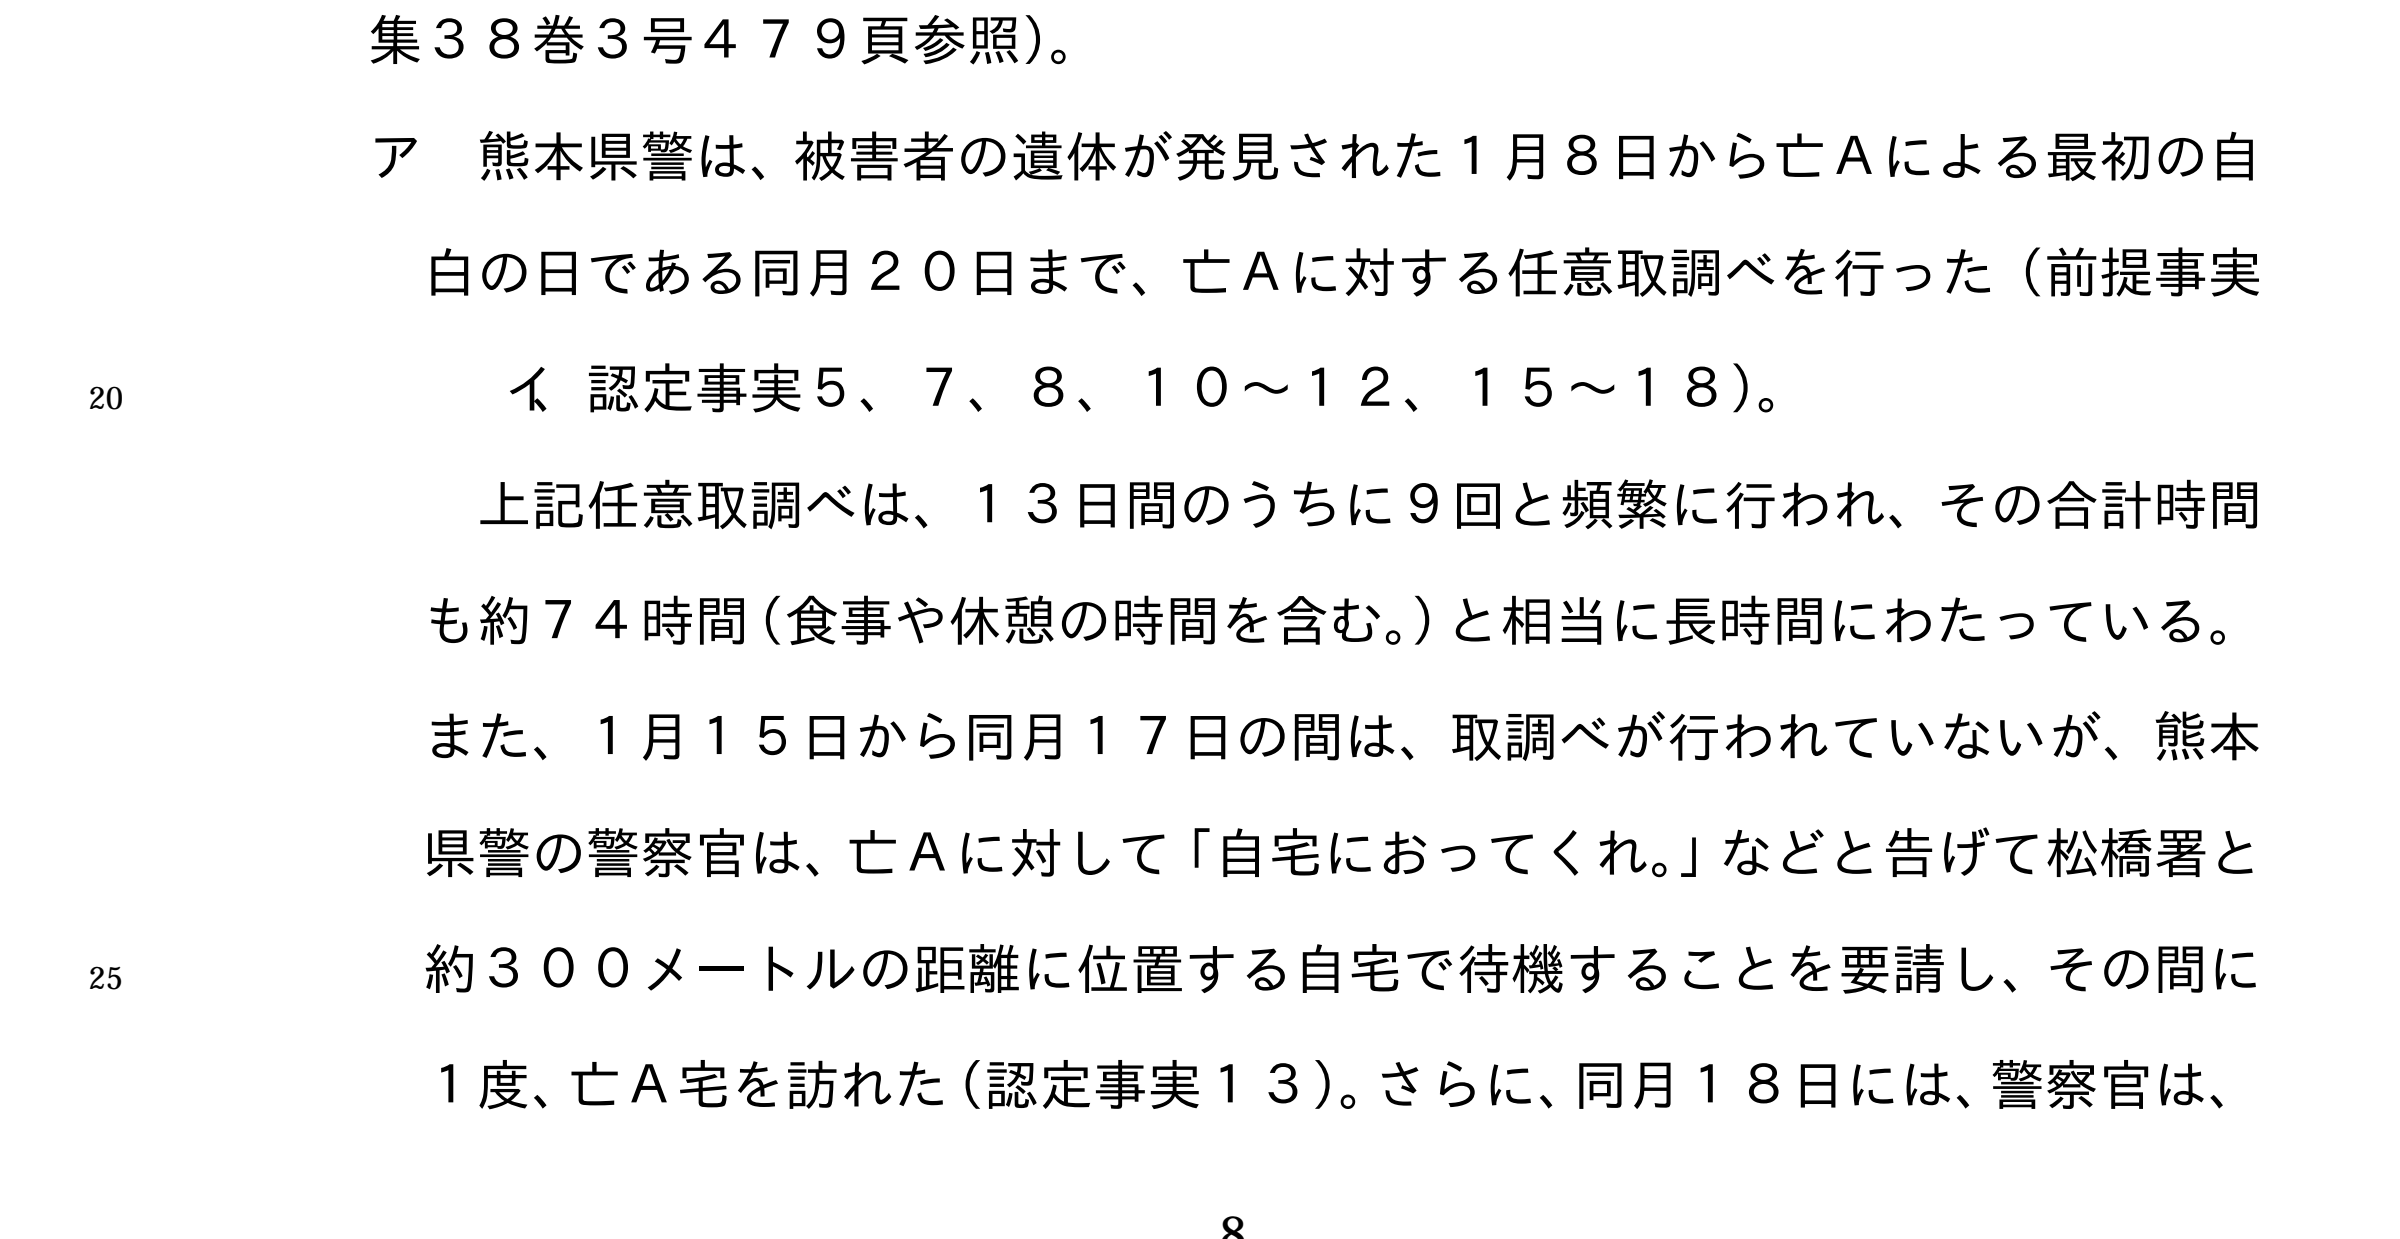 集３８巻３号４７９頁参照）。
ア　熊本県警は、被害者の遺体が発見された１月８日から亡Ａによる最初の自
白の日である同月２０日まで、亡Ａに対する任意取調べを行った（前提事実
20 イ、認定事実５、７、８、１０～１２、１５～１８）。
上記任意取調べは、１３日間のうちに９回と頻繁に行われ、その合計時間
も約７４時間（食事や休憩の時間を含む。）と相当に長時間にわたっている。
また、１月１５日から同月１７日の間は、取調べが行われていないが、熊本
県警の警察官は、亡Ａに対して「自宅におってくれ。」などと告げて松橋署と
25 約３００メートルの距離に位置する自宅で待機することを要請し、その間に
１度、亡Ａ宅を訪れた（認定事実１３）。さらに、同月１８日には、警察官は、
8